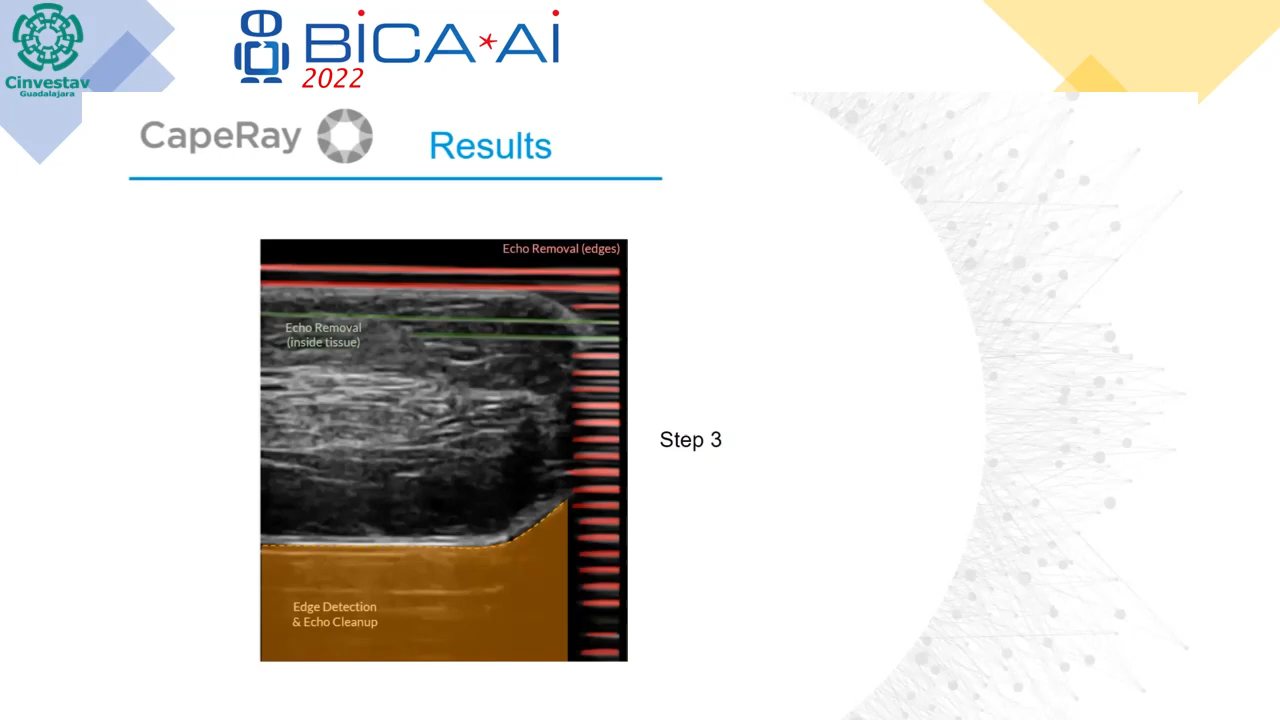 Cinvestav
Guadalajara
BiCA*Ai
2022
CapeRay
Results
Echo Removal (edges)
Echo Removal
(inside tissue)
Step 3
Edge Detection
& Echo Cleanup